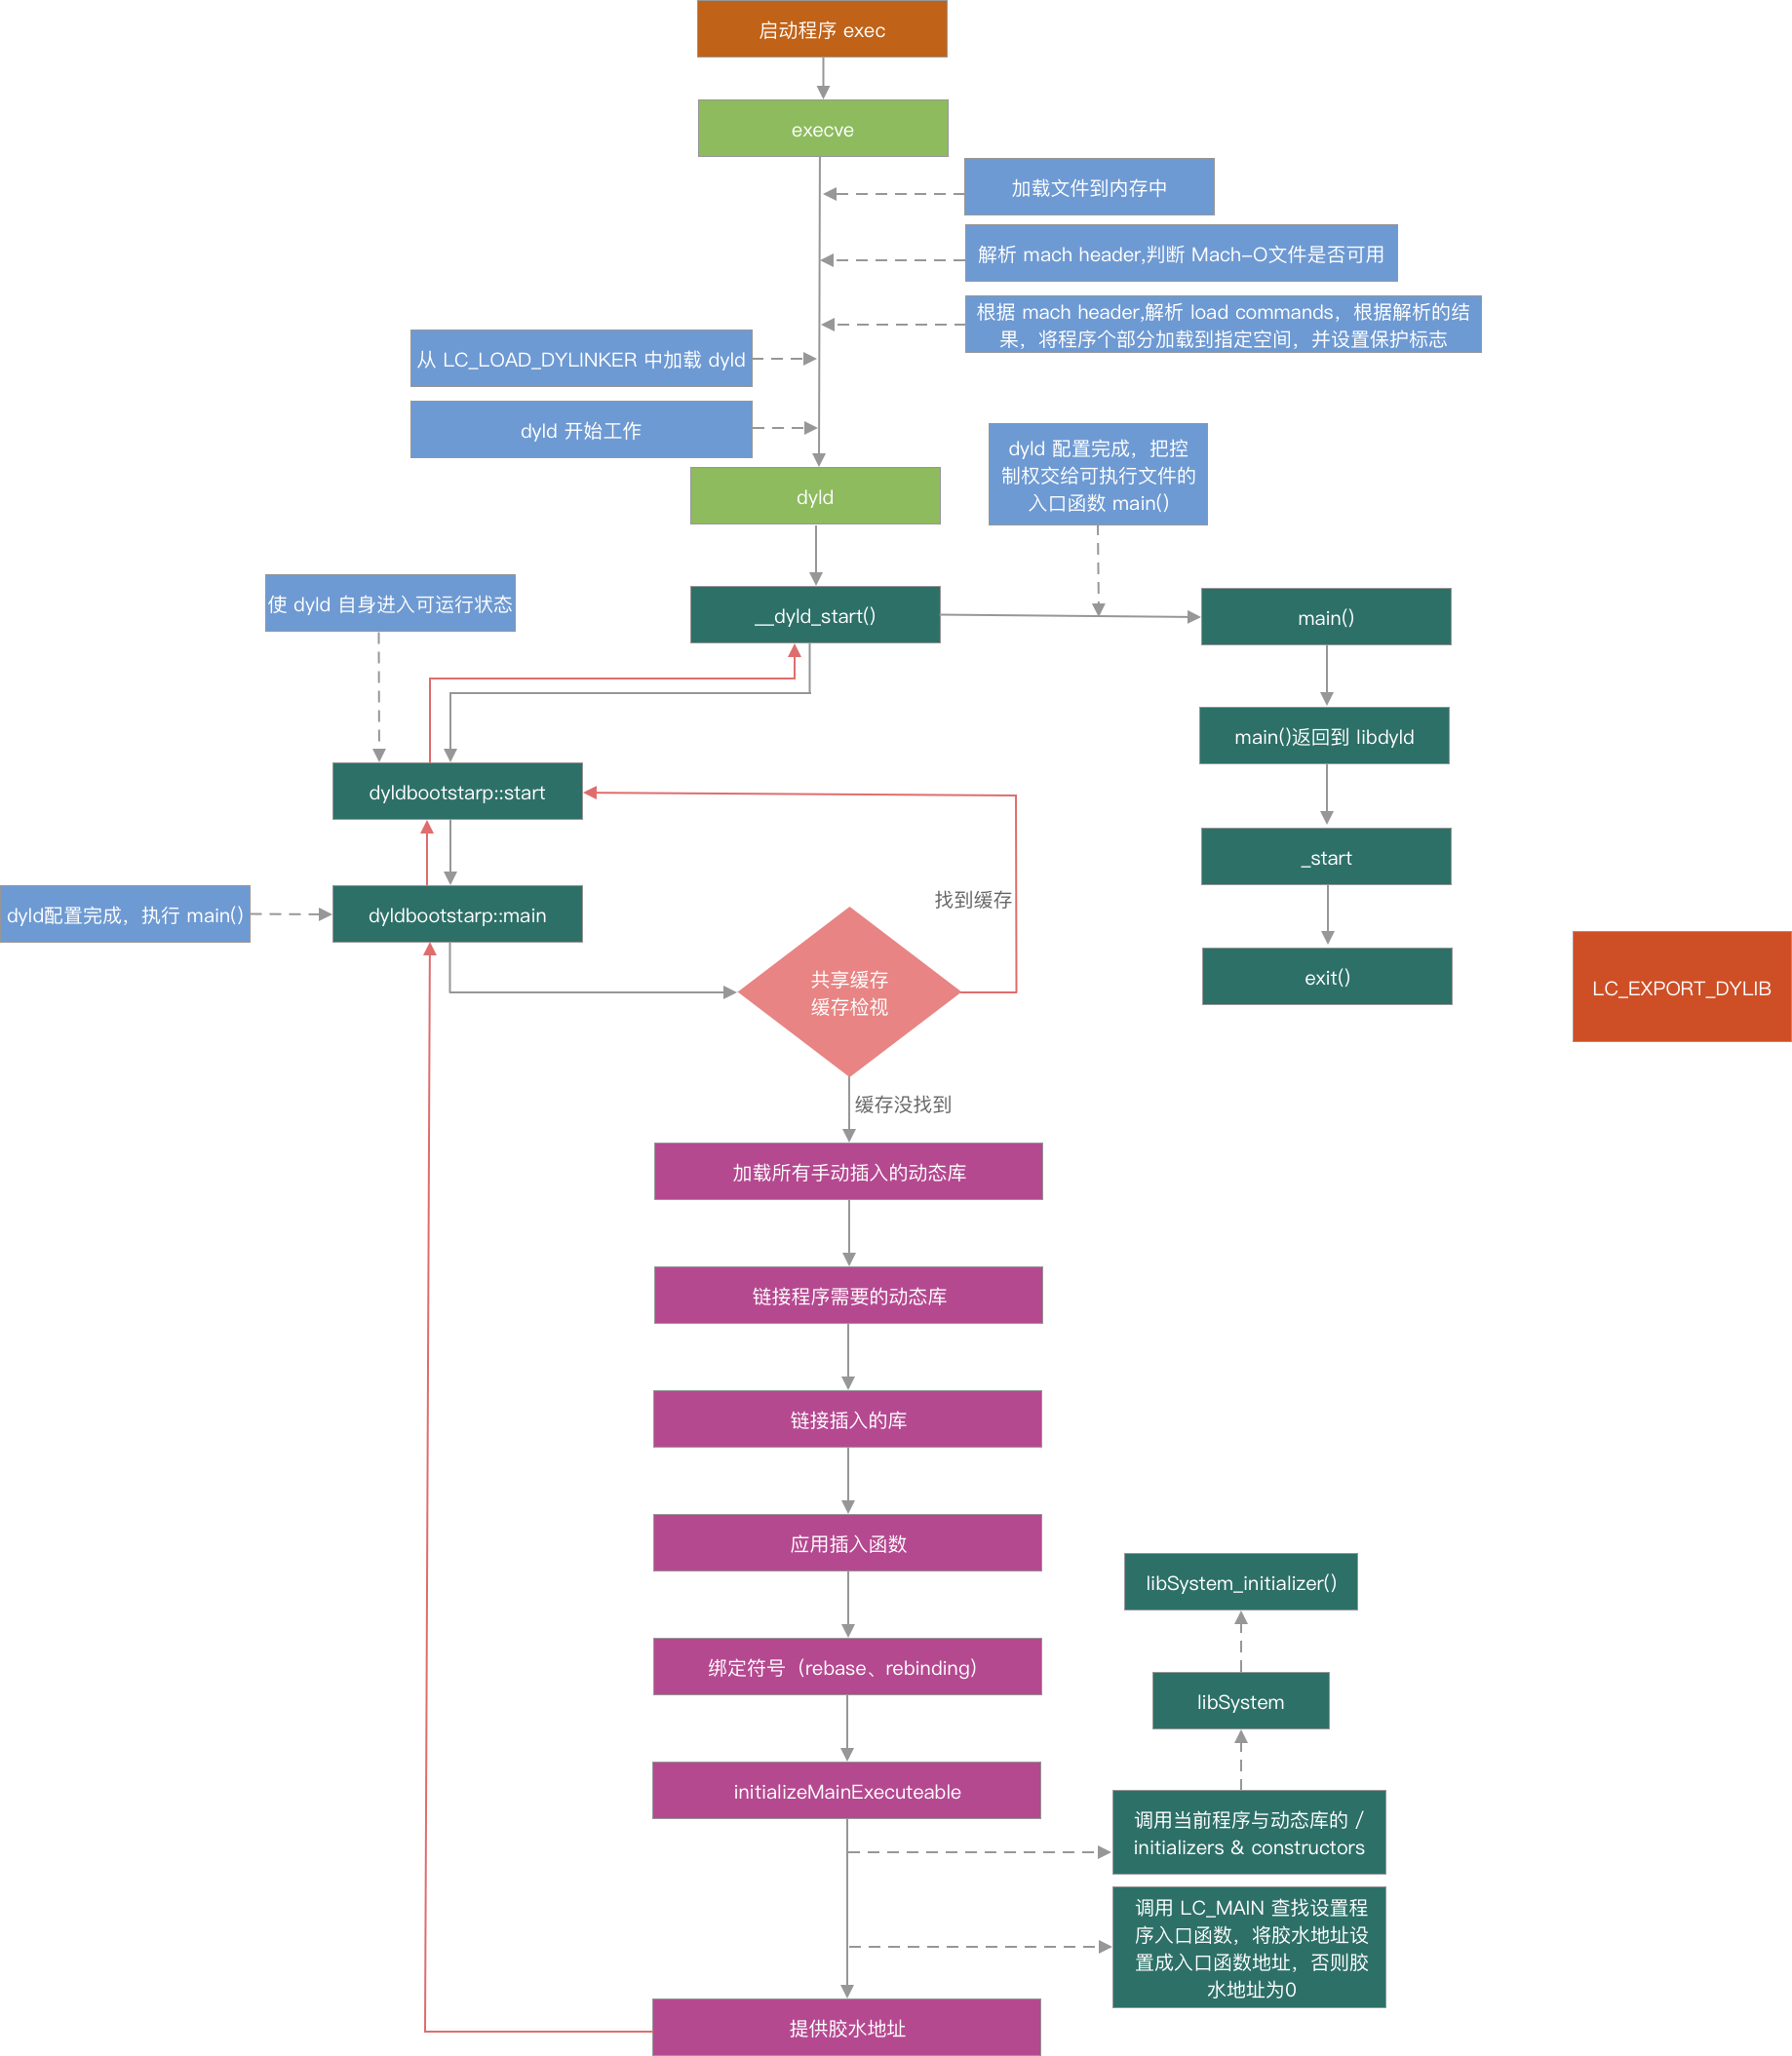 启动程序 exec
execve
加载文件到内存中
解析 mach header,判断 Mach-O文件是否可用
根据 mach header,解析 load commands，根据解析的结
果，将程序个部分加载到指定空间，并设置保护标志
从 LC_LOAD_DYLINKER 中加载 dyld
dyld 开始工作
dyld 配置完成，把控
制权交给可执行文件的
入口函数 main()
dyld
使 dyld 自身进入可运行状态
__dyld_start()
main()
main()返回到 libdyld
dyldbootstarp::start
_start
找到缓存
dyld配置完成，执行 main()
dyldbootstarp::main
共享缓存
缓存检视
exit()
LC_EXPORT_DYLIB
缓存没找到
加载所有手动插入的动态库
链接程序需要的动态库
链接插入的库
应用插入函数
libSystem_initializer()
绑定符号（rebase、rebinding)
libSystem
initializeMainExecuteable
调用当前程序与动态库的 /
initializers & constructors
调用 LC_MAIN 查找设置程
序入口函数，将胶水地址设
置成入口函数地址，否则胶
水地址为0
提供胶水地址